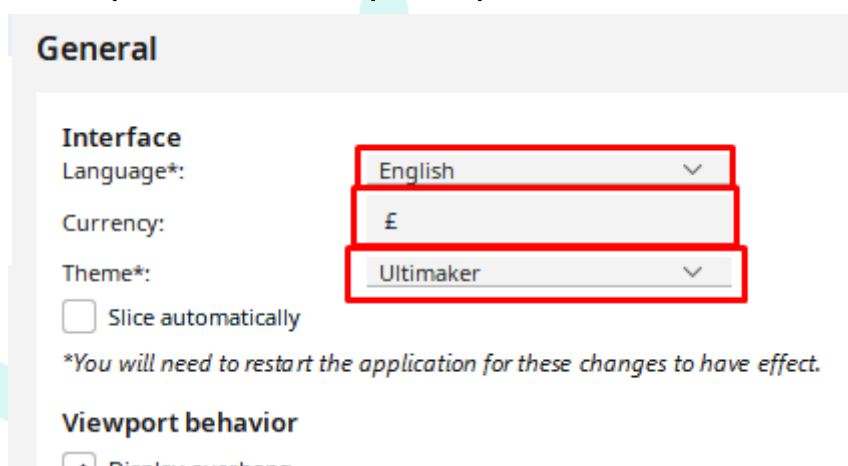 General
Interface
Language*: English
Currency: £
Theme*: Ultimaker
Slice automatically
*You will need to restart the application for these changes to have effect.
Viewport behavior